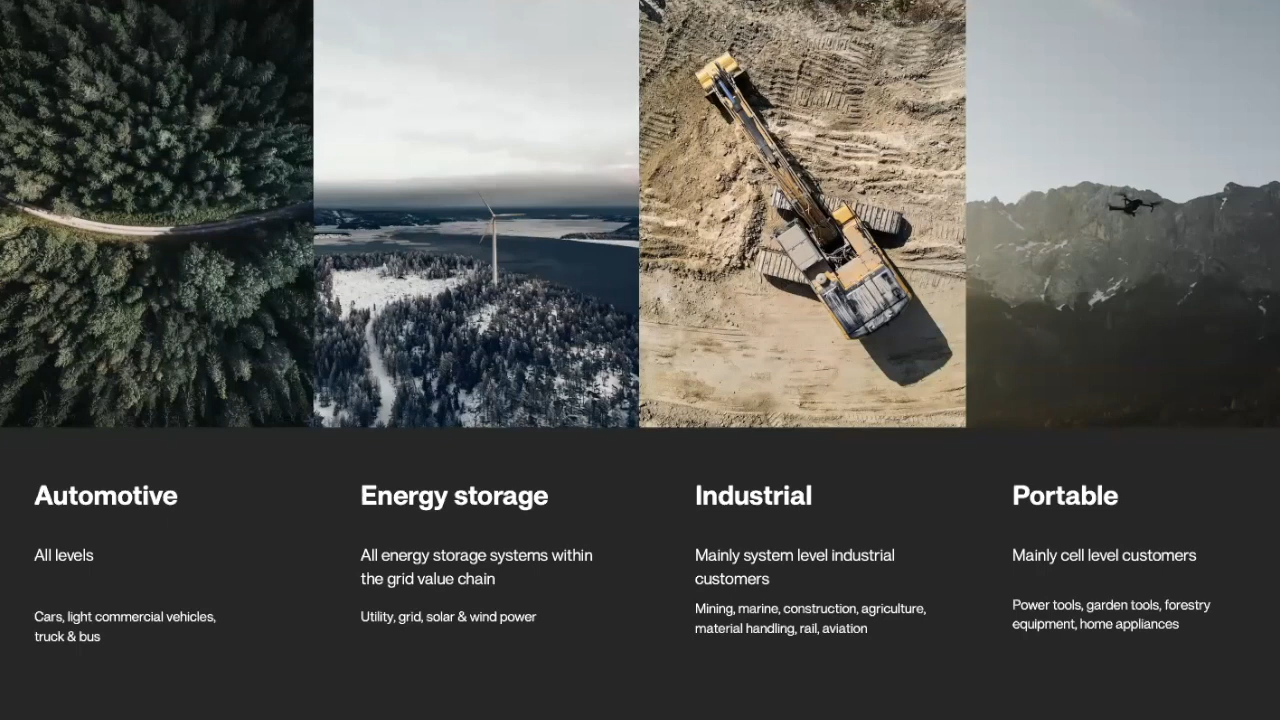 Automotive
All levels
Cars, light commercial vehicles,
truck & bus
Energy storage
All energy storage systems within
the grid value chain
Utility, grid, solar & wind power
Industrial
Mainly system level industrial
customers
Mining, marine, construction, agriculture,
material handling, rail, aviation
Portable
Mainly cell level customers
Power tools, garden tools, forestry
equipment, home appliances